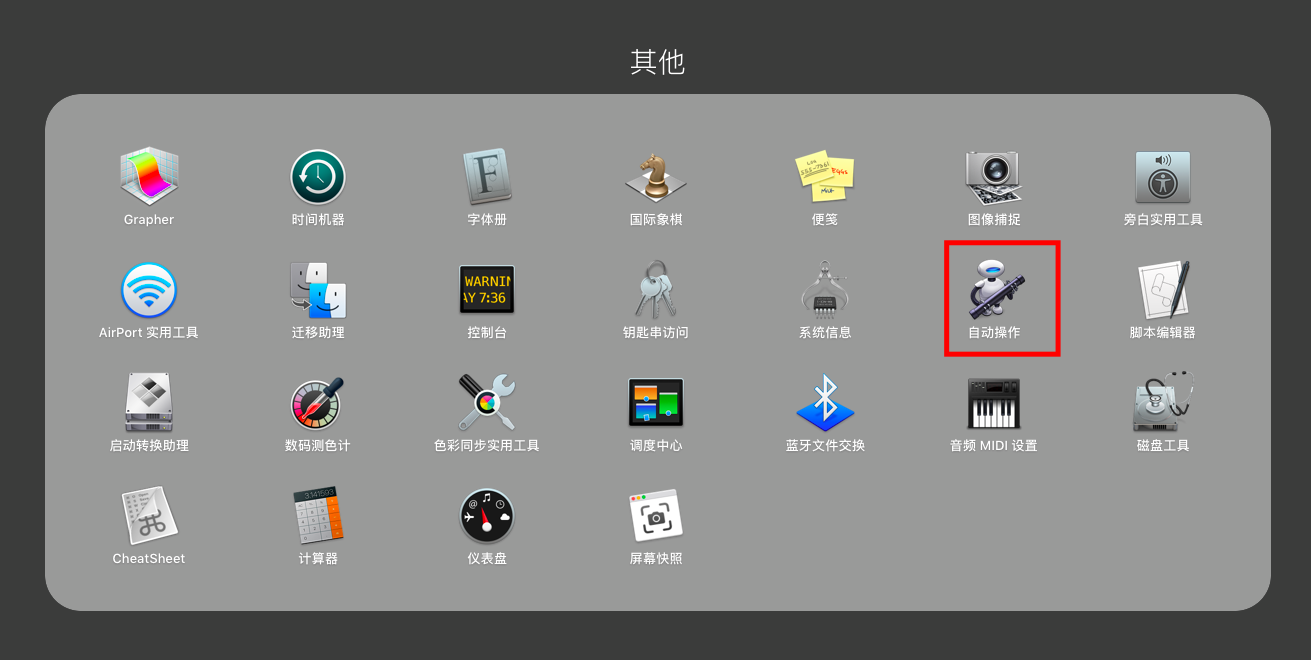 其他
Grapher
时间机器
字体册
国际象棋
便笺
图像捕捉
旁白实用工具
WARNIN
AY 7:36
AirPort 实用工具
迁移助理
控制台
钥匙串访问
系统信息
自动操作
脚本编辑器
启动转换助理
数码测色计
色彩同步实用工具
调度中心
蓝牙文件交换
音频 MIDI 设置
磁盘工具
3.141593
CheatSheet
计算器
仪表盘
屏幕快照